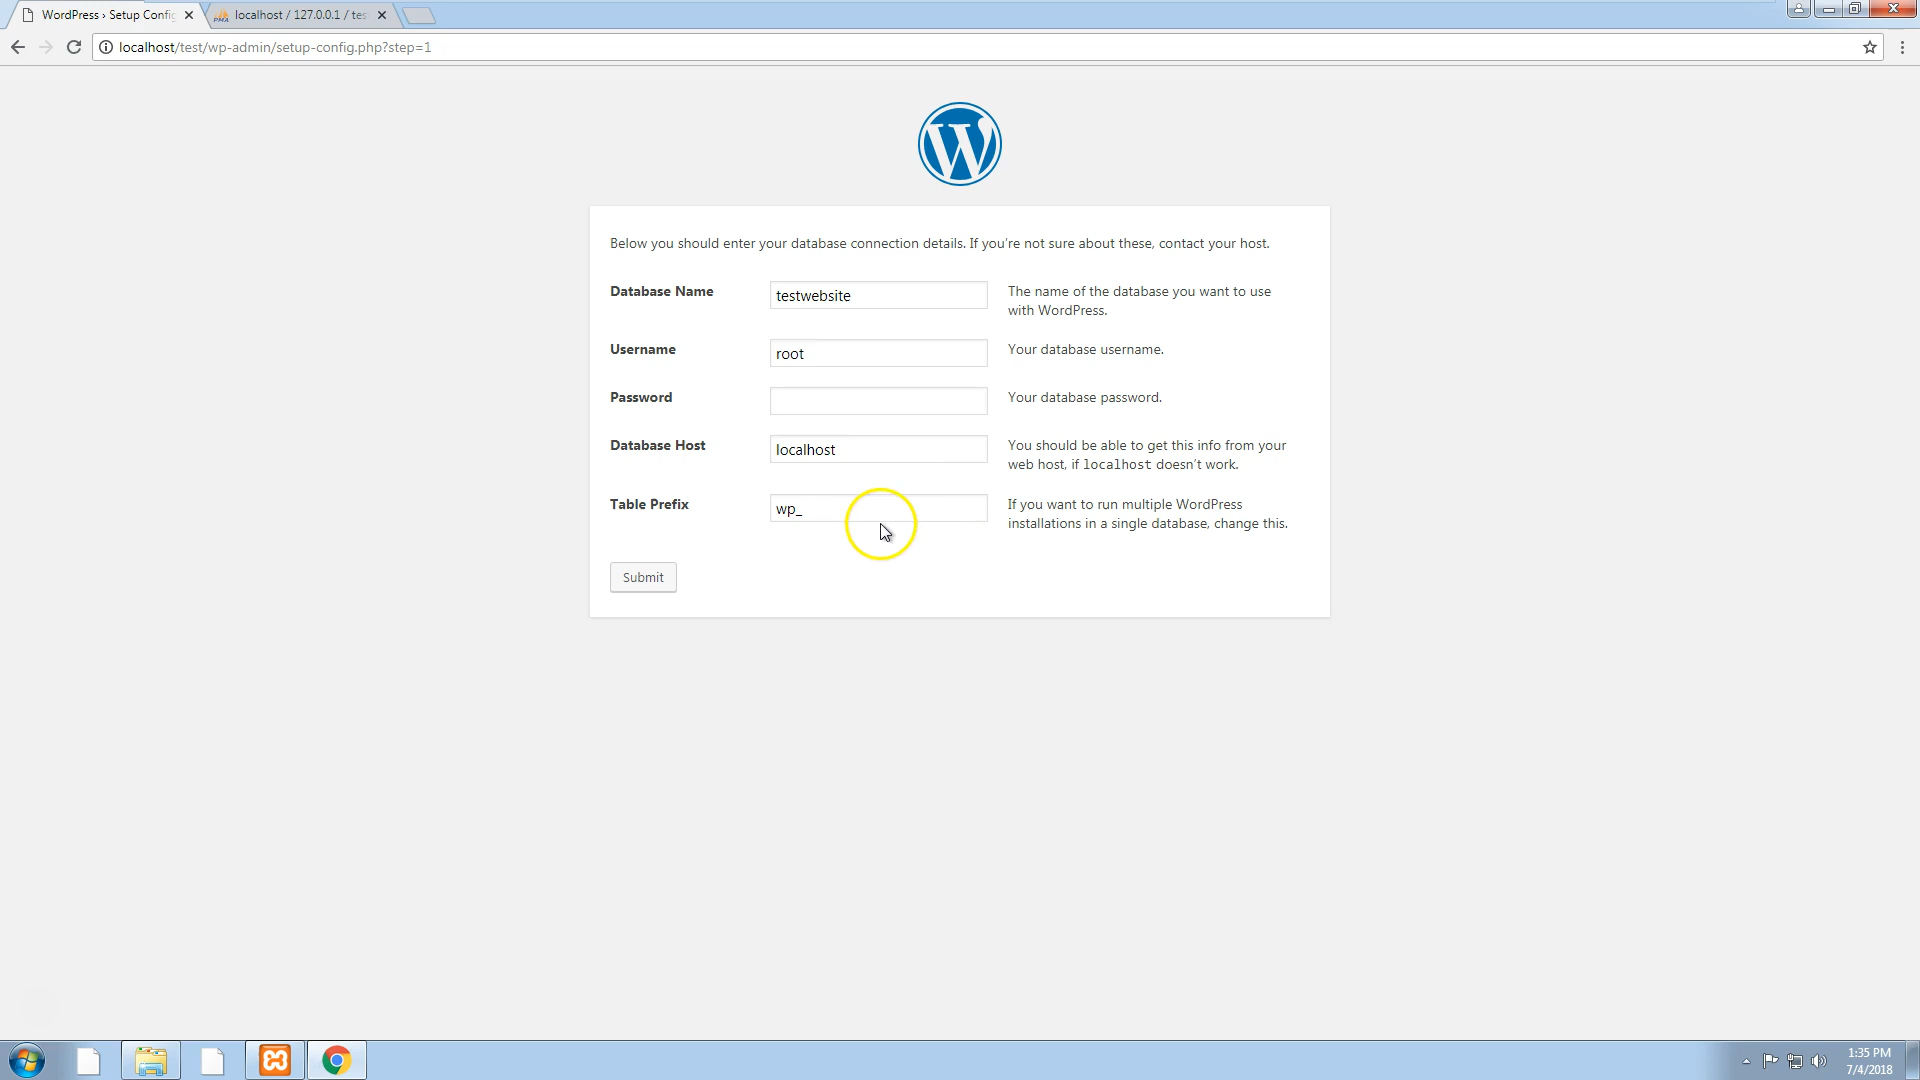 WordPress › Setup Config
localhost / 127.0.0.1 / tes
localhost/test/wp-admin/setup-config.php?step=1
Below you should enter your database connection details. If you're not sure about these, contact your host.
Database Name
testwebsite
The name of the database you want to use
with WordPress.
Username
root
Your database username.
Password
Your database password.
Database Host
localhost
You should be able to get this info from your
web host, if localhost doesn't work.
Table Prefix
wp_
If you want to run multiple WordPress
installations in a single database, change this.
Submit
1:35 PM
7/4/2018